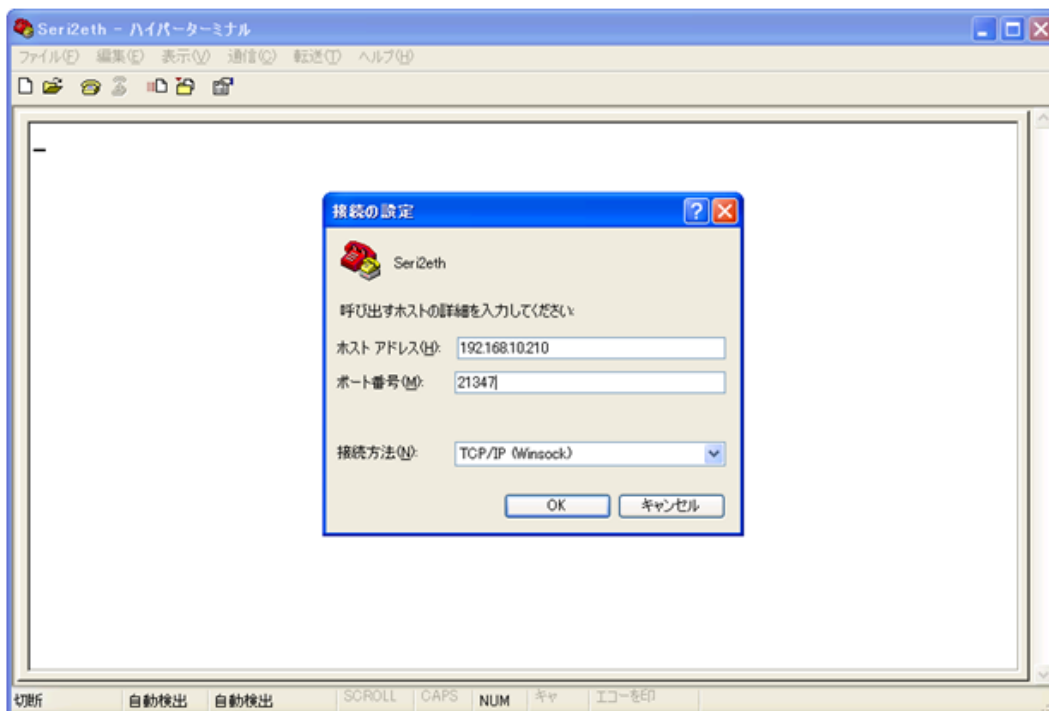 Seri2eth - ハイパーターミナル
ファイル(F) 編集(E) 表示(V) 通信(C) 転送(T) ヘルプ(H)
接続の設定
Seri2eth
呼び出すホストの詳細を入力してください:
ホスト アドレス(H): 192.168.10.210
ポート番号(M): 21347
接続方法(N): TCP/IP (Winsock)
OK キャンセル
切断 自動検出 自動検出 SCROLL CAPS NUM キャ エコーを印